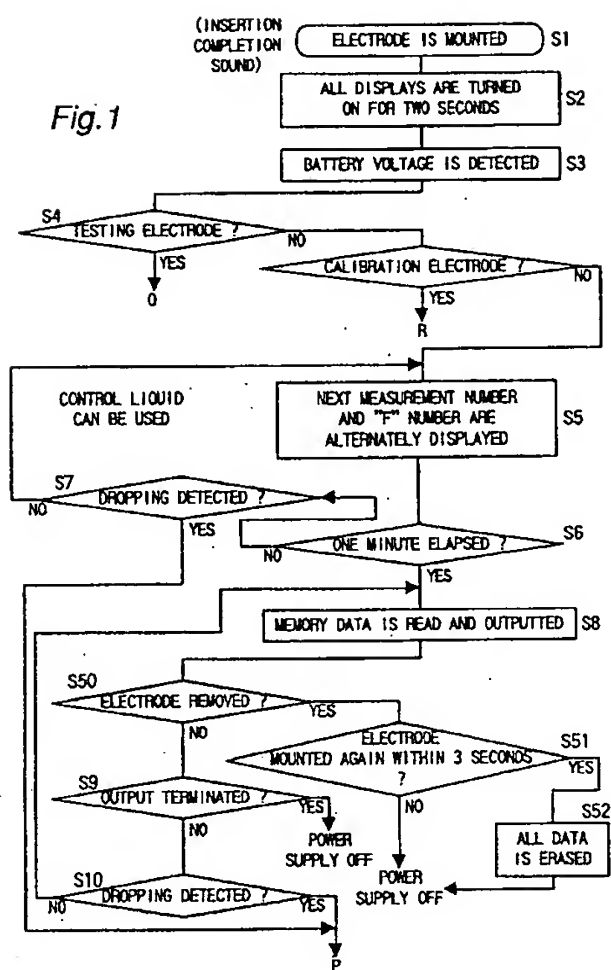 (INSERTION
COMPLETION
SOUND)
ELECTRODE IS MOUNTED
S1
Fig.1
ALL DISPLAYS ARE TURNED
ON FOR TWO SECONDS
S2
BATTERY VOLTAGE IS DETECTED
S3
S4
TESTING ELECTRODE ?
NO
YES
O
CALIBRATION ELECTRODE ?
NO
YES
R
CONTROL LIQUID
CAN BE USED
NEXT MEASUREMENT NUMBER
AND "F" NUMBER ARE
ALTERNATELY DISPLAYED
S5
S7
DROPPING DETECTED ?
NO
YES
S6
ONE MINUTE ELAPSED ?
NO
YES
MEMORY DATA IS READ AND OUTPUTTED
S8
S50
ELECTRODE REMOVED ?
YES
NO
ELECTRODE
MOUNTED AGAIN WITHIN 3 SECONDS
?
S51
YES
NO
S9
OUTPUT TERMINATED ?
YES
NO
POWER
SUPPLY OFF
S52
ALL DATA
IS ERASED
POWER
SUPPLY OFF
S10
DROPPING DETECTED ?
NO
YES
P